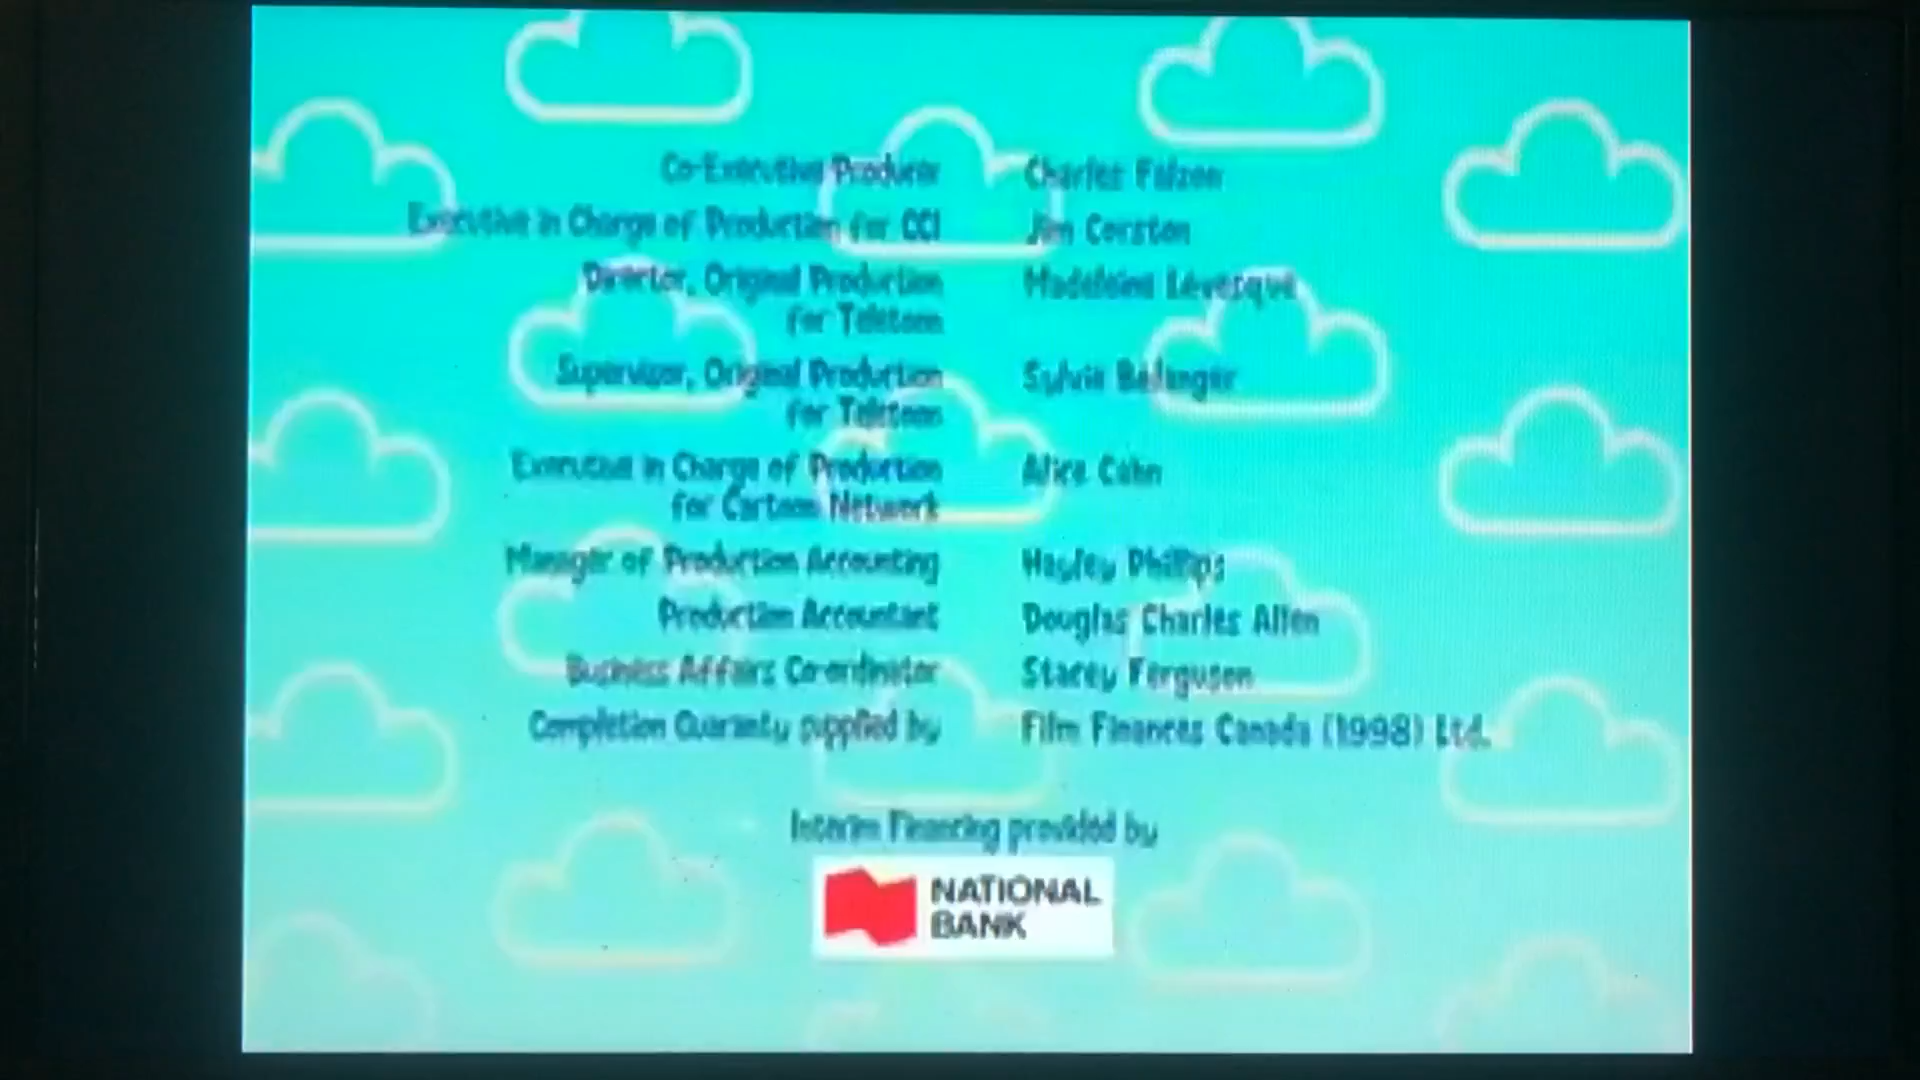 Co-Executive Producer Charles Falzon
Executive in Charge of Production for CCI Jim Corston
Director, Original Production Madeleine Lévesque
for Teletoon
Supervisor, Original Production Sylvie Belanger
for Teletoon
Executive in Charge of Production Alice Cahn
for Cartoon Network
Manager of Production Accounting Hayley Phillips
Production Accountant Douglas Charles Allen
Business Affairs Co-ordinator Stacey Ferguson
Completion Guaranty supplied by Film Finances Canada (1998) Ltd.
Interim Financing provided by
NATIONAL
BANK